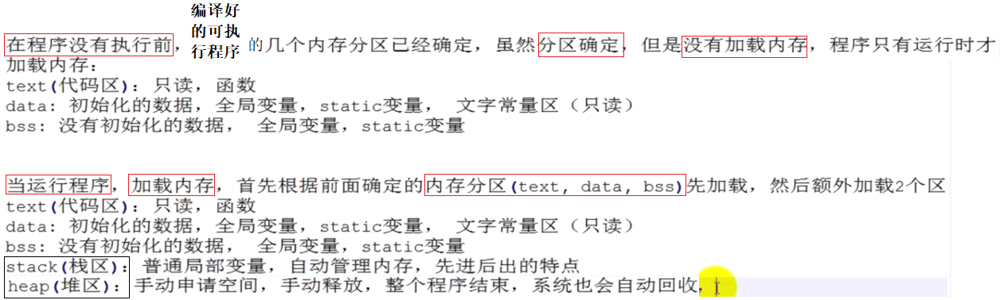 在程序没有执行前，编译好的可执行程序的几个内存分区已经确定，虽然分区确定，但是没有加载内存，程序只有运行时才
加载内存：
text(代码区)：只读，函数
data: 初始化的数据，全局变量，static变量， 文字常量区（只读）
bss: 没有初始化的数据， 全局变量，static变量
当运行程序，加载内存，首先根据前面确定的内存分区(text, data, bss)先加载，然后额外加载2个区
text(代码区)：只读，函数
data: 初始化的数据，全局变量，static变量， 文字常量区（只读）
bss: 没有初始化的数据， 全局变量，static变量
stack(栈区)：普通局部变量，自动管理内存，先进后出的特点
heap(堆区)：手动申请空间，手动释放，整个程序结束，系统也会自动回收，